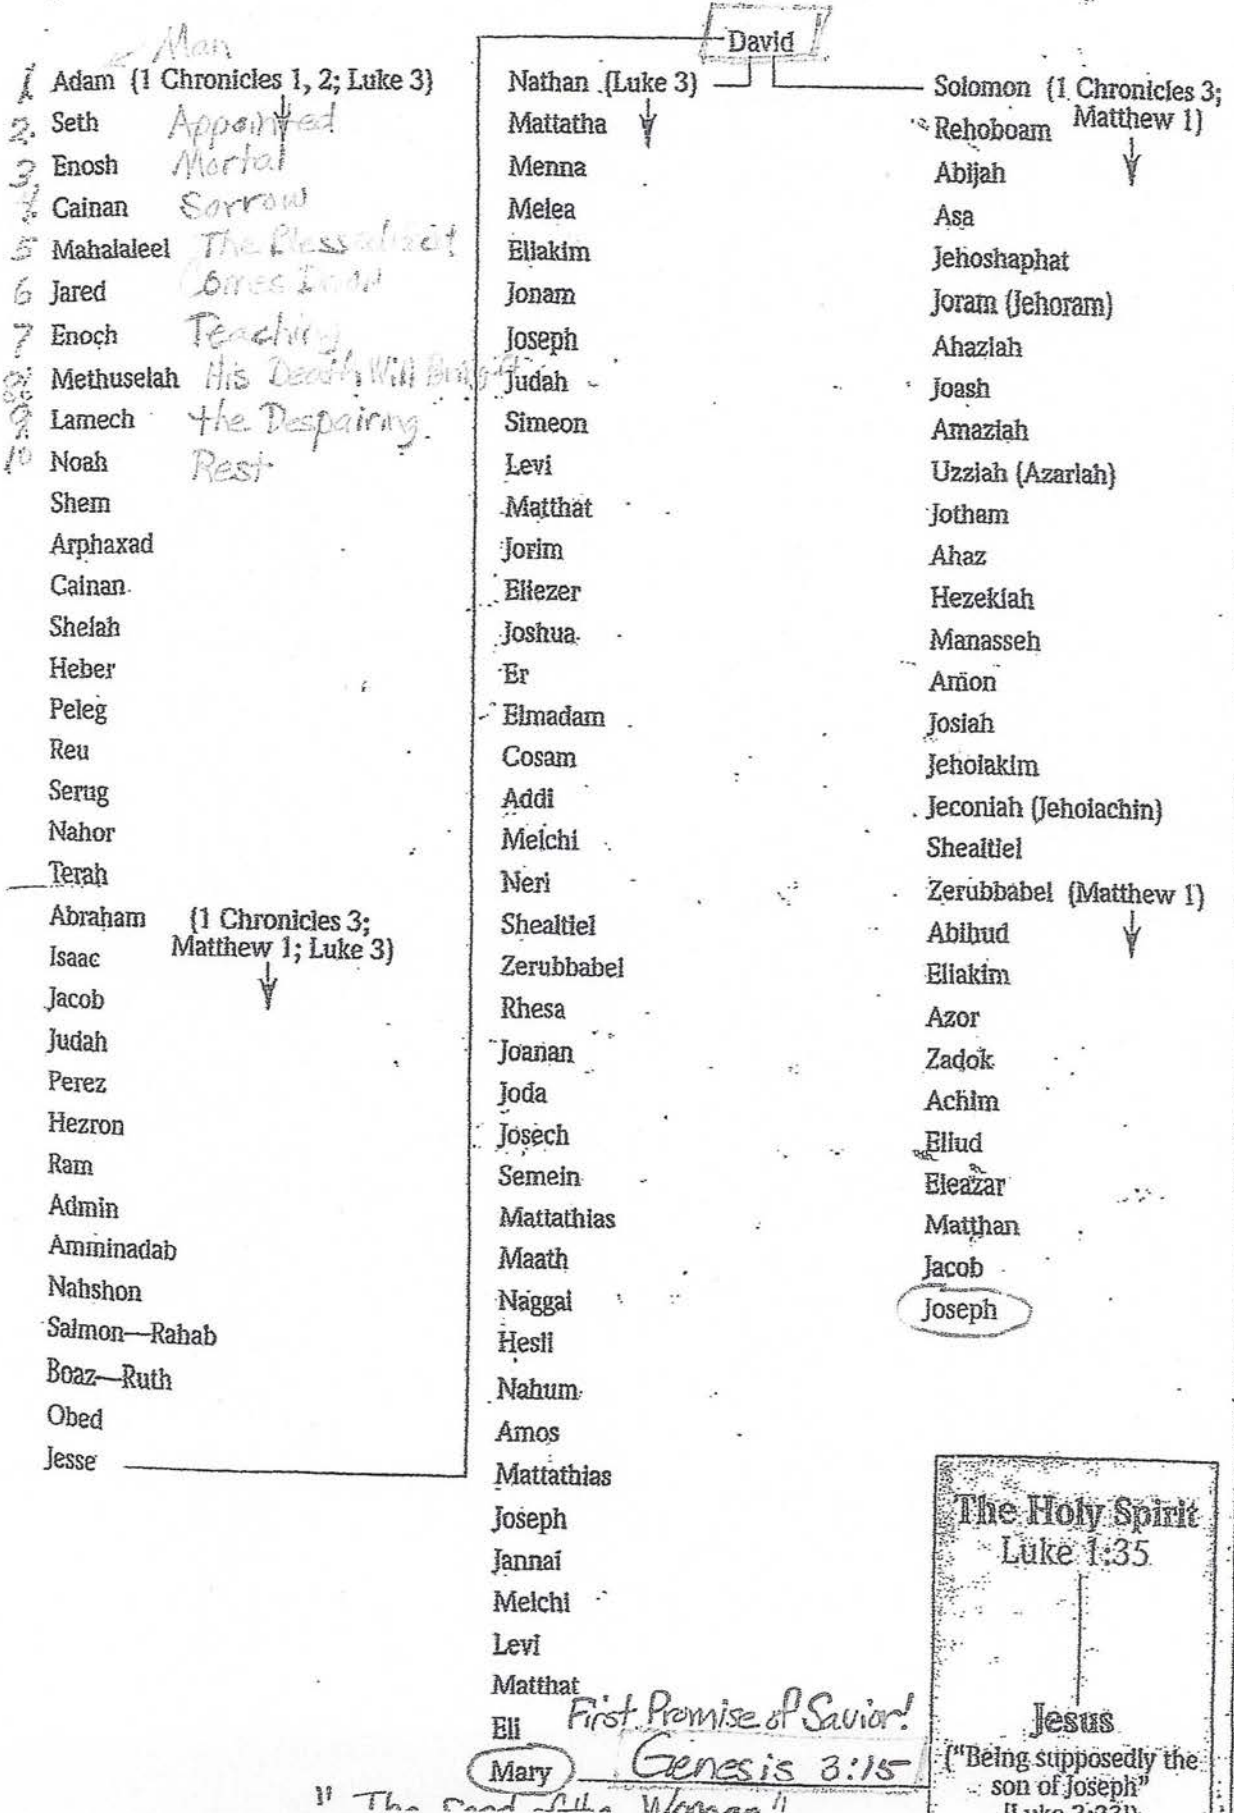 Man
1 Adam (1 Chronicles 1, 2; Luke 3)
2. Seth Appointed
3. Enosh Mortal
4. Cainan Sorrow
5 Mahalaleel The Blessed
6 Jared
7 Enoch Teaching
8. Methuselah His Death Will
9. Lamech the Despairing.
10 Noah Rest
Shem
Arphaxad
Cainan
Shelah
Heber
Peleg
Reu
Serug
Nahor
Terah
Abraham (1 Chronicles 3;
Isaac Matthew 1; Luke 3)
Jacob
Judah
Perez
Hezron
Ram
Admin
Amminadab
Nahshon
Salmon—Rahab
Boaz—Ruth
Obed
Jesse
David
Nathan (Luke 3)
Mattatha
Menna
Melea
Eliakim
Jonam
Joseph
Judah
Simeon
Levi
Matthat
Jorim
Eliezer
Joshua
Er
Elmadam
Cosam
Addi
Melchi
Neri
Shealtiel
Zerubbabel
Rhesa
Joanan
Joda
Josech
Semein
Mattathias
Maath
Naggai
Hesli
Nahum
Amos
Mattathias
Joseph
Jannai
Melchi
Levi
Matthat
Eli First Promise of Savior!
Mary Genesis 3:15
" The Seed of the Woman "
Solomon (1 Chronicles 3;
Rehoboam Matthew 1)
Abijah
Asa
Jehoshaphat
Joram (Jehoram)
Ahaziah
Joash
Amaziah
Uzziah (Azariah)
Jotham
Ahaz
Hezekiah
Manasseh
Amon
Josiah
Jehoiakim
Jeconiah (Jehoiachin)
Shealtiel
Zerubbabel (Matthew 1)
Abihud
Eliakim
Azor
Zadok
Achim
Eliud
Eleazar
Matthan
Jacob
Joseph
The Holy Spirit
Luke 1:35
Jesus
("Being supposedly the
son of Joseph"
[Luke 3:23])